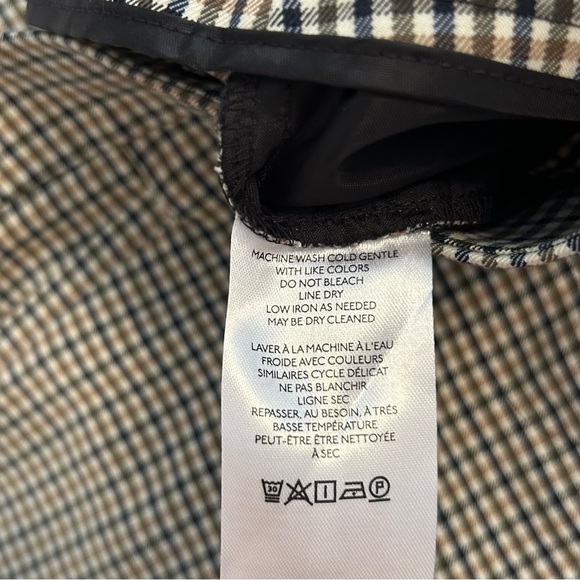 MACHINE WASH COLD GENTLE
WITH LIKE COLORS
DO NOT BLEACH
LINE DRY
LOW IRON AS NEEDED
MAY BE DRY CLEANED
LAVER À LA MACHINE À L'EAU
FROIDE AVEC COULEURS
SIMILAIRES CYCLE DÉLICAT
NE PAS BLANCHIR
LIGNE SEC
REPASSER, AU BESOIN, À TRÉS
BASSE TEMPÉRATURE
PEUT-ÊTRE ÊTRE NETTOYÉE
À SEC
30 P